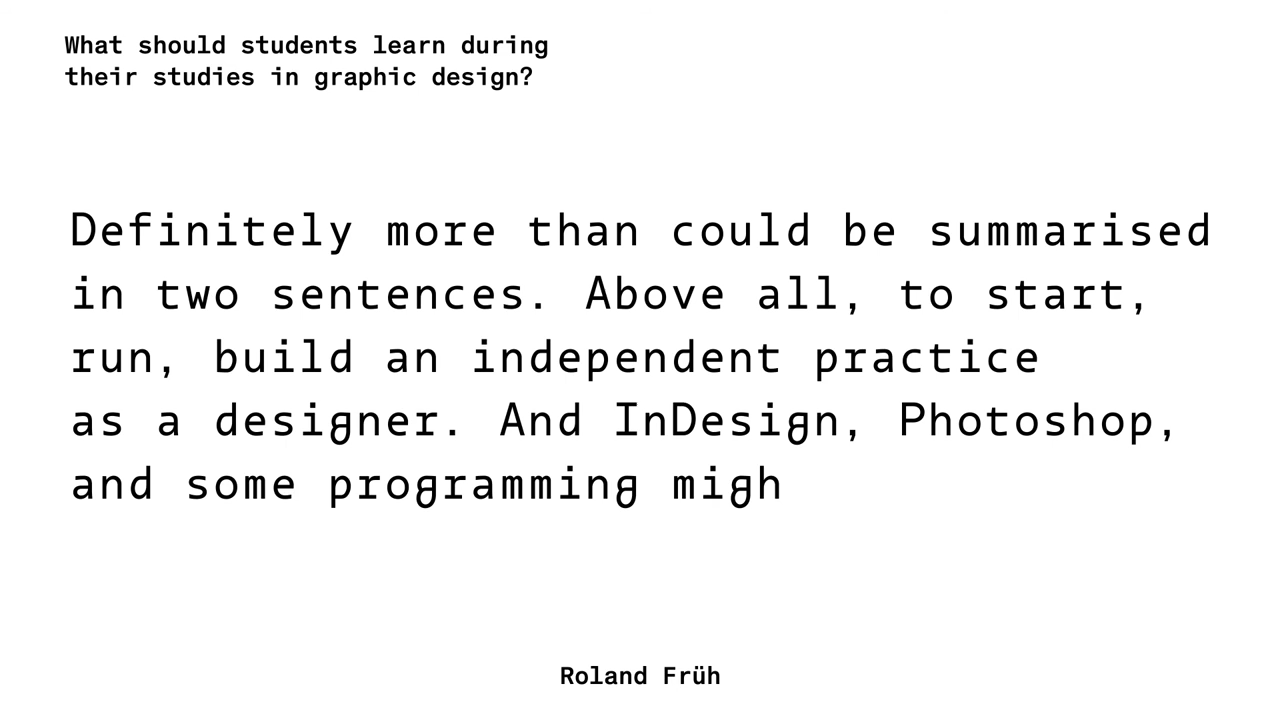 What should students learn during
their studies in graphic design?
Definitely more than could be summarised
in two sentences. Above all, to start,
run, build an independent practice
as a designer. And InDesign, Photoshop,
and some programming migh
Roland Früh